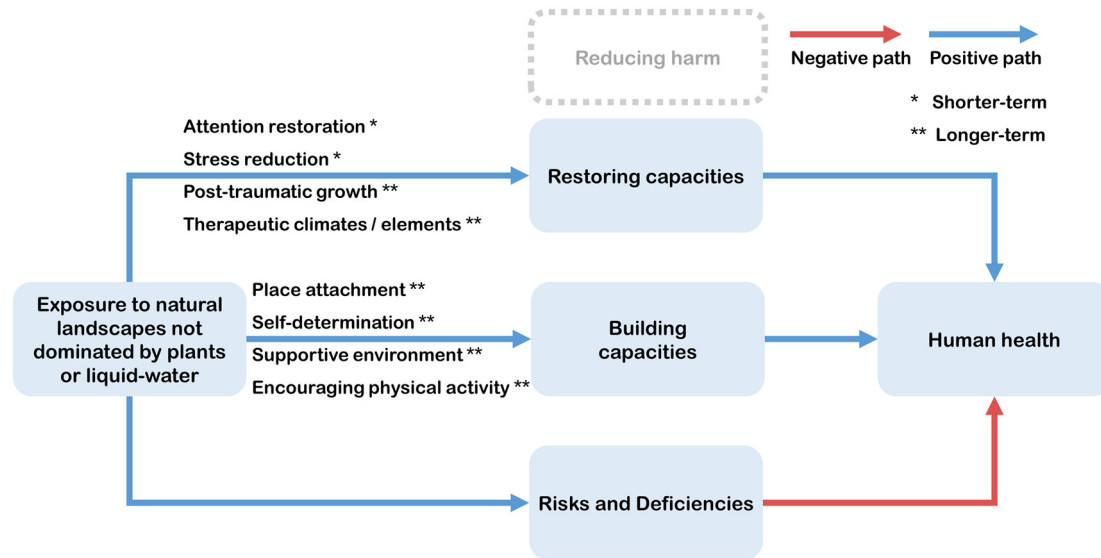 Reducing harm
Negative path
Positive path
* Shorter-term
** Longer-term
Attention restoration *
Stress reduction *
Post-traumatic growth **
Therapeutic climates / elements **
Restoring capacities
Exposure to natural
landscapes not
dominated by plants
or liquid-water
Place attachment **
Self-determination **
Supportive environment **
Encouraging physical activity **
Building
capacities
Human health
Risks and Deficiencies